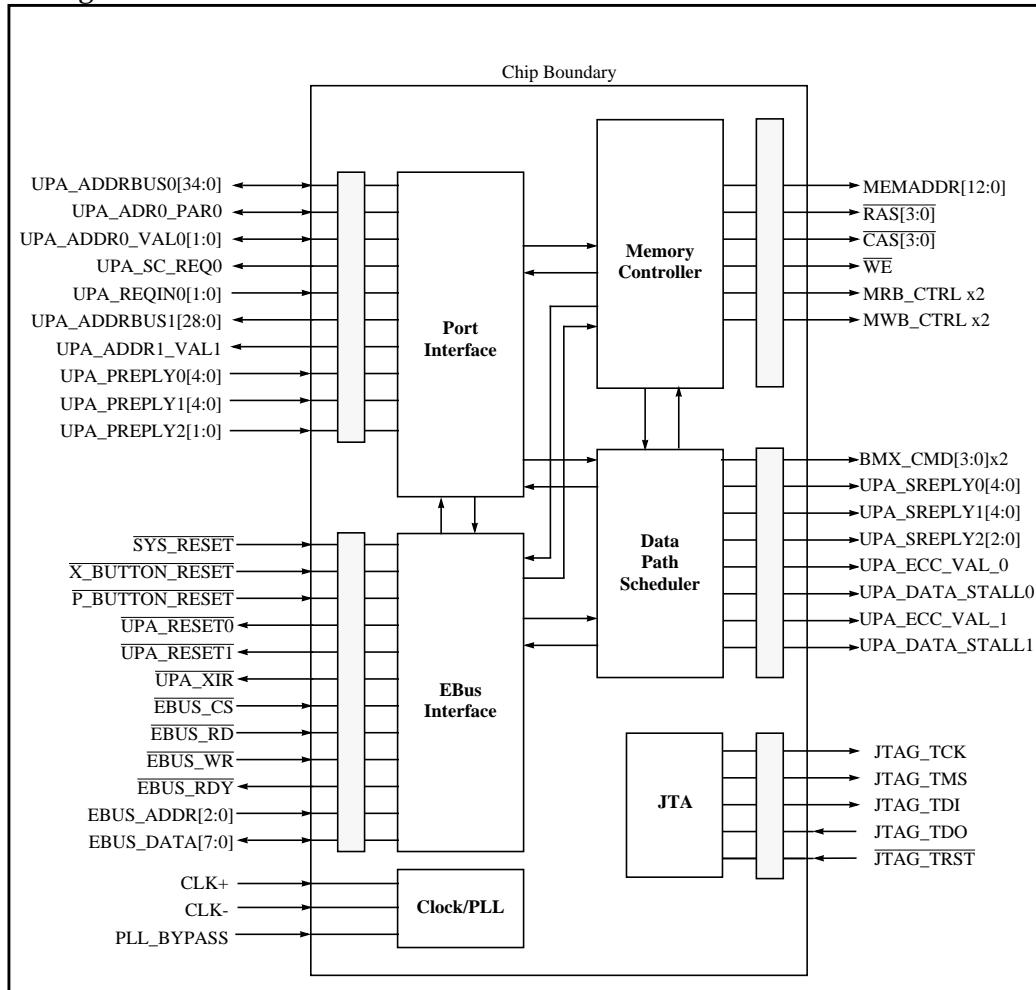 Chip Boundary
UPA_ADDRBUS0[34:0]
UPA_ADR0_PAR0
UPA_ADDR0_VAL0[1:0]
UPA_SC_REQ0
UPA_REQIN0[1:0]
UPA_ADDRBUS1[28:0]
UPA_ADDR1_VAL1
UPA_PREPLY0[4:0]
UPA_PREPLY1[4:0]
UPA_PREPLY2[1:0]
Port
Interface
Memory
Controller
MEMADDR[12:0]
RAS[3:0]
CAS[3:0]
WE
MRB_CTRL x2
MWB_CTRL x2
SYS_RESET
X_BUTTON_RESET
P_BUTTON_RESET
UPA_RESET0
UPA_RESET1
UPA_XIR
EBUS_CS
EBUS_RD
EBUS_WR
EBUS_RDY
EBUS_ADDR[2:0]
EBUS_DATA[7:0]
EBus
Interface
Data
Path
Scheduler
BMX_CMD[3:0]x2
UPA_SREPLY0[4:0]
UPA_SREPLY1[4:0]
UPA_SREPLY2[2:0]
UPA_ECC_VAL_0
UPA_DATA_STALL0
UPA_ECC_VAL_1
UPA_DATA_STALL1
JTA
JTAG_TCK
JTAG_TMS
JTAG_TDI
JTAG_TDO
JTAG_TRST
CLK+
CLK-
PLL_BYPASS
Clock/PLL